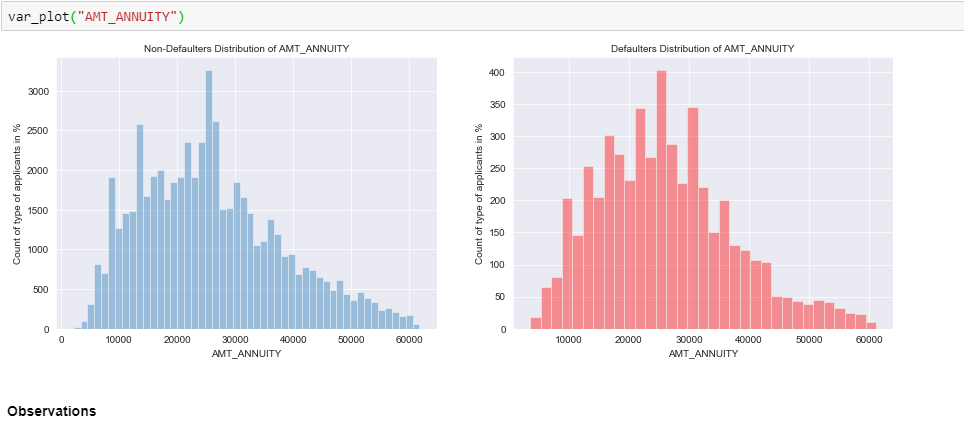 var_plot("AMT_ANNUITY")
Non-Defaulters Distribution of AMT_ANNUITY
Count of type of applicants in %
3000
2500
2000
1500
1000
500
0
0 10000 20000 30000 40000 50000 60000
AMT_ANNUITY
Defaulters Distribution of AMT_ANNUITY
Count of type of applicants in %
400
350
300
250
200
150
100
50
0
10000 20000 30000 40000 50000 60000
AMT_ANNUITY
Observations